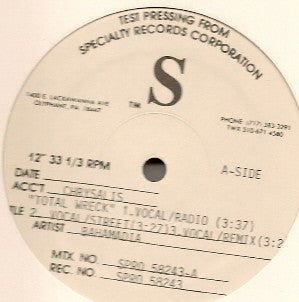 TEST PRESSING FROM
SPECIALTY RECORDS CORPORATION
S
TM
1400 E. LACKAWANNA AVE
OLYPHANT, PA. 18447
PHONE (717) 383-3291
TWX 510-671 4580
12" 33 1/3 RPM
A-SIDE
DATE
ACCT CHRYSALIS
"TOTAL WRECK" 1.VOCAL/RADIO (3:37)
TLE 2. VOCAL/STREET(3:27)3.VOCAL/REMIX(3:2
ARTIST BAHAMADIA
MTX. NO. SPRO 58243-A
REC. NO. SPRO 58243